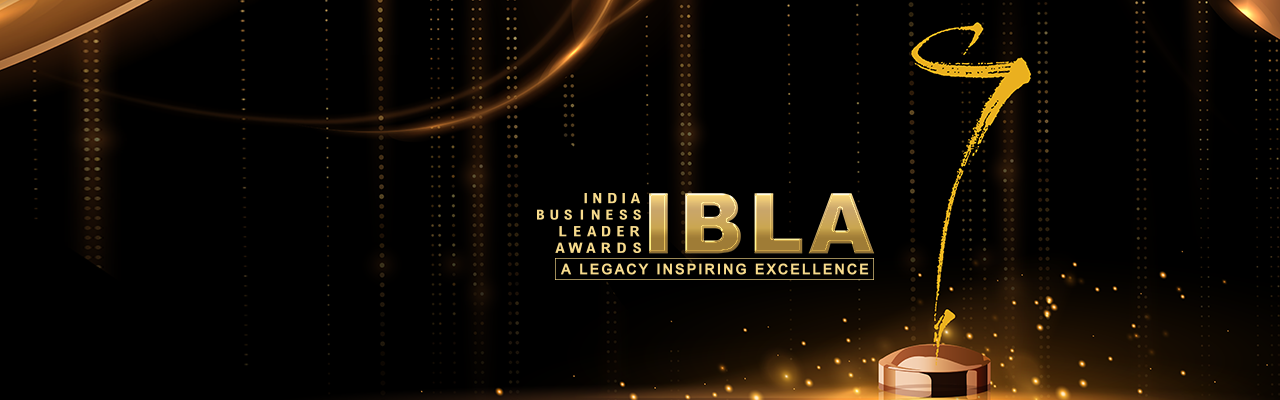 INDIA
BUSINESS
LEADER
AWARDS
IBLA
A LEGACY INSPIRING EXCELLENCE